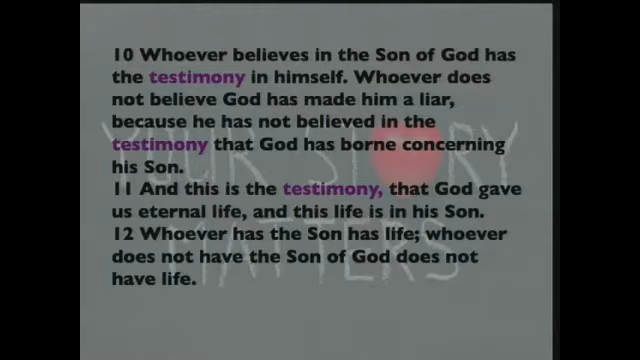 10 Whoever believes in the Son of God has
the testimony in himself. Whoever does
not believe God has made him a liar,
because he has not believed in the
testimony that God has borne concerning
his Son.
11 And this is the testimony, that God gave
us eternal life, and this life is in his Son.
12 Whoever has the Son has life; whoever
does not have the Son of God does not
have life.
YOUR STORY
MATTERS